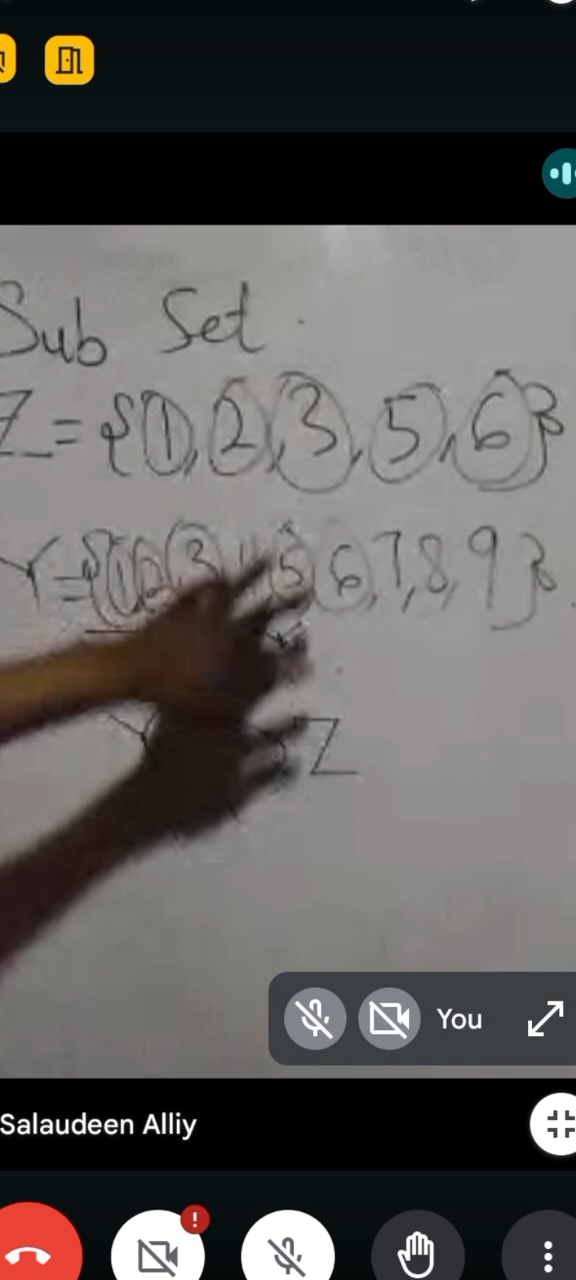 Sub Set.
Z = {1, 2, 3, 5, 6}
Y = {1, 2, 3, 5, 6, 7, 8, 9}
Y Z
You
Salaudeen Alliy
!